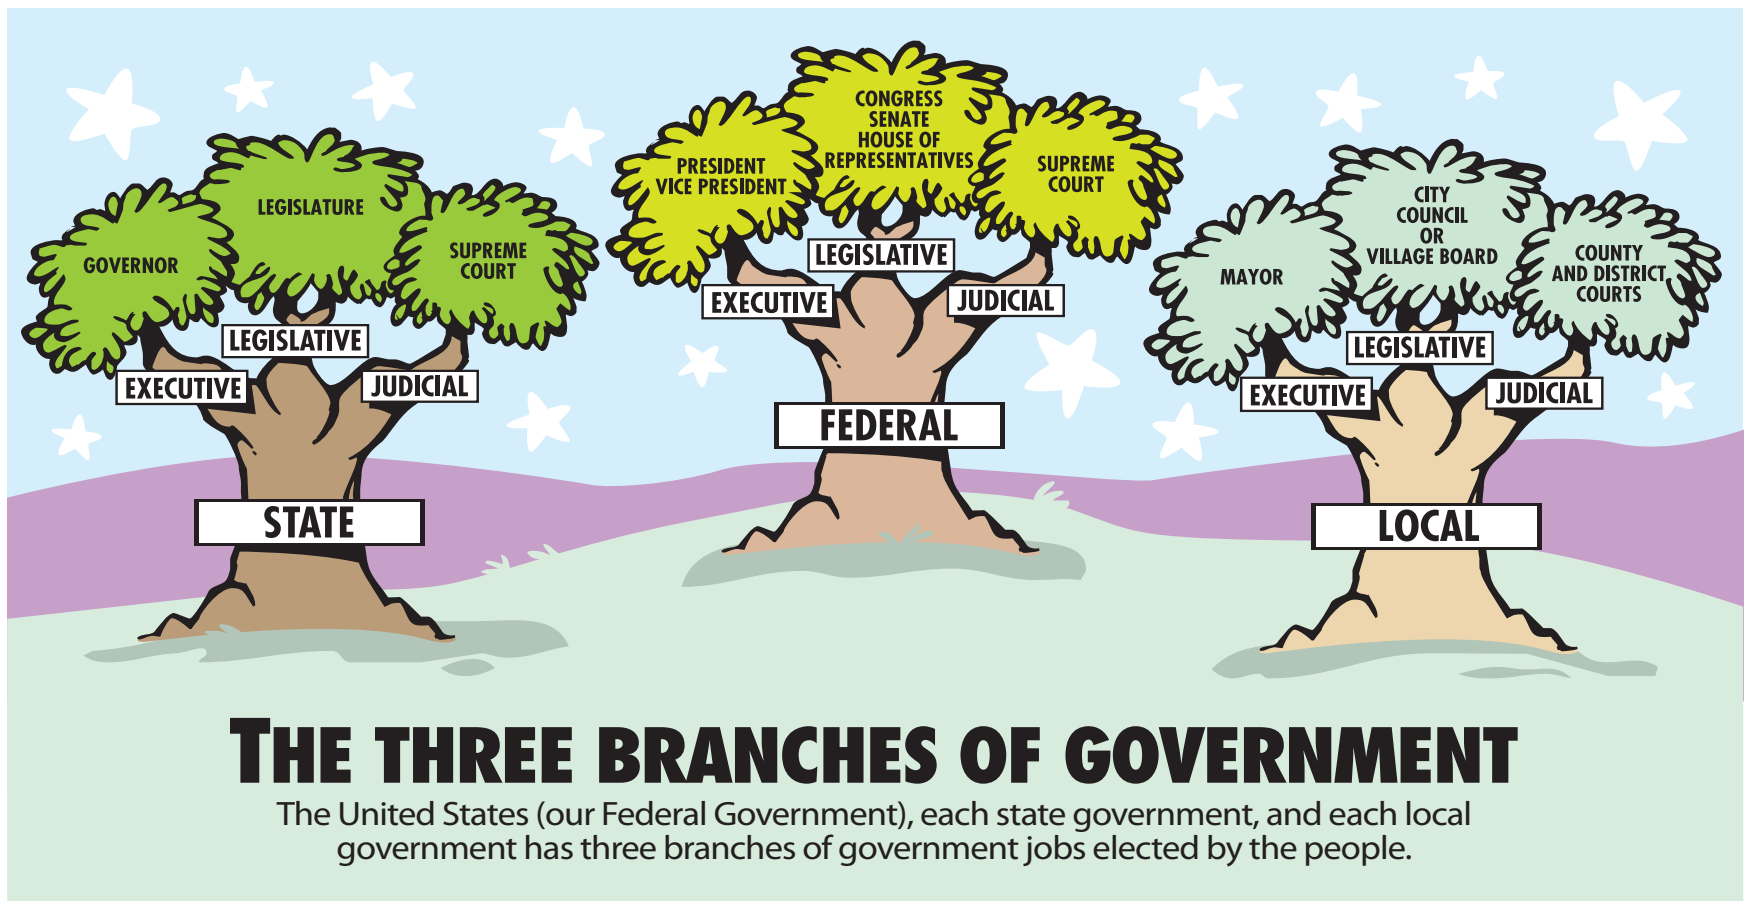 GOVERNOR
LEGISLATURE
SUPREME
COURT
EXECUTIVE
LEGISLATIVE
JUDICIAL
STATE
PRESIDENT
VICE PRESIDENT
CONGRESS
SENATE
HOUSE OF
REPRESENTATIVES
SUPREME
COURT
EXECUTIVE
LEGISLATIVE
JUDICIAL
FEDERAL
MAYOR
CITY
COUNCIL
OR
VILLAGE BOARD
COUNTY
AND DISTRICT
COURTS
EXECUTIVE
LEGISLATIVE
JUDICIAL
LOCAL
THE THREE BRANCHES OF GOVERNMENT
The United States (our Federal Government), each state government, and each local
government has three branches of government jobs elected by the people.